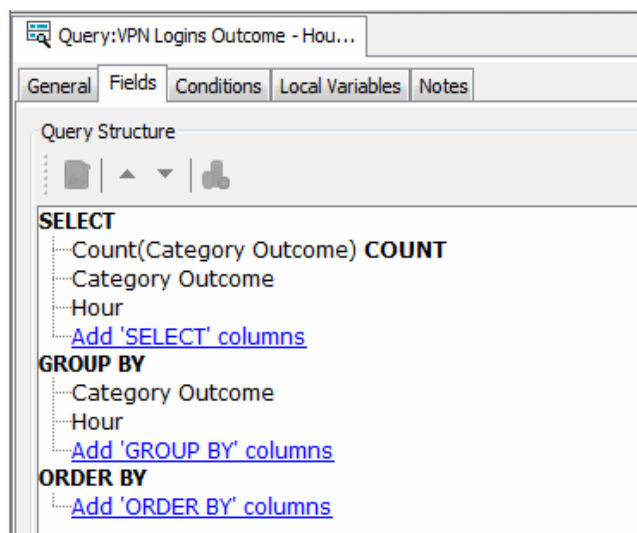 Query:VPN Logins Outcome - Hou...
General Fields Conditions Local Variables Notes
Query Structure
SELECT
Count(Category Outcome) COUNT
Category Outcome
Hour
Add 'SELECT' columns
GROUP BY
Category Outcome
Hour
Add 'GROUP BY' columns
ORDER BY
Add 'ORDER BY' columns